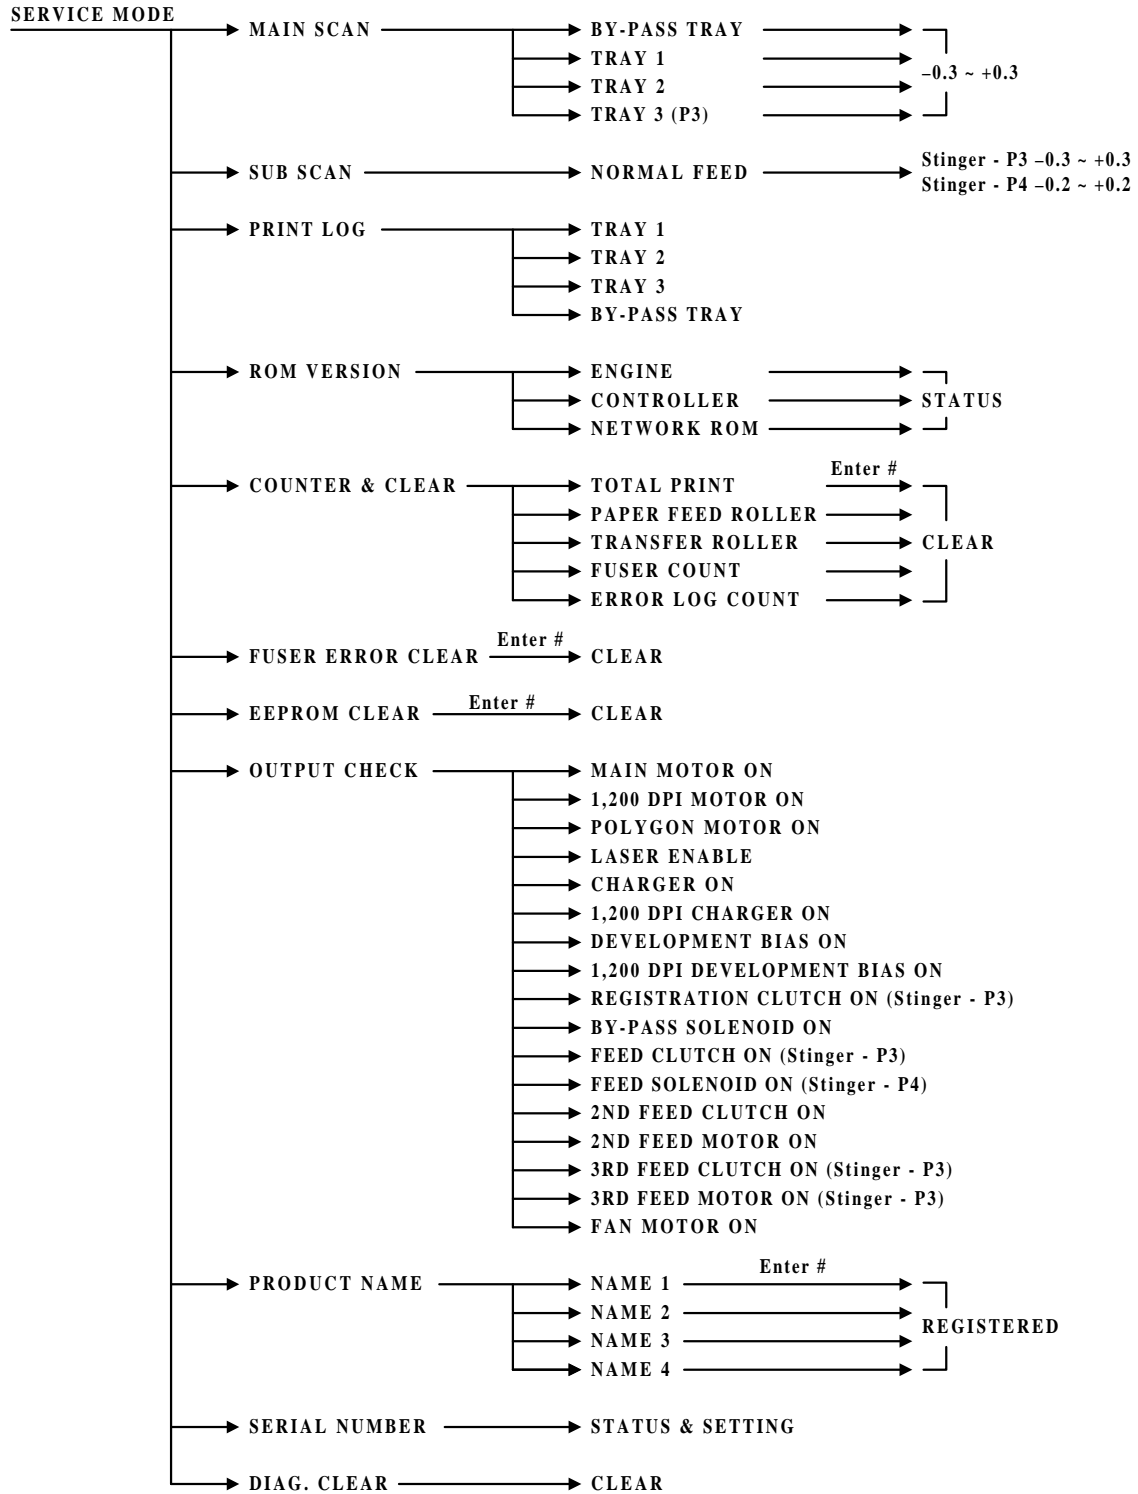 SERVICE MODE
MAIN SCAN
BY-PASS TRAY
TRAY 1
TRAY 2
TRAY 3 (P3)
–0.3 ~ +0.3
SUB SCAN
NORMAL FEED
Stinger - P3 –0.3 ~ +0.3
Stinger - P4 –0.2 ~ +0.2
PRINT LOG
TRAY 1
TRAY 2
TRAY 3
BY-PASS TRAY
ROM VERSION
ENGINE
CONTROLLER
NETWORK ROM
STATUS
COUNTER & CLEAR
TOTAL PRINT
Enter #
PAPER FEED ROLLER
TRANSFER ROLLER
FUSER COUNT
ERROR LOG COUNT
CLEAR
FUSER ERROR CLEAR
Enter #
CLEAR
EEPROM CLEAR
Enter #
CLEAR
OUTPUT CHECK
MAIN MOTOR ON
1,200 DPI MOTOR ON
POLYGON MOTOR ON
LASER ENABLE
CHARGER ON
1,200 DPI CHARGER ON
DEVELOPMENT BIAS ON
1,200 DPI DEVELOPMENT BIAS ON
REGISTRATION CLUTCH ON (Stinger - P3)
BY-PASS SOLENOID ON
FEED CLUTCH ON (Stinger - P3)
FEED SOLENOID ON (Stinger - P4)
2ND FEED CLUTCH ON
2ND FEED MOTOR ON
3RD FEED CLUTCH ON (Stinger - P3)
3RD FEED MOTOR ON (Stinger - P3)
FAN MOTOR ON
PRODUCT NAME
NAME 1
Enter #
NAME 2
NAME 3
NAME 4
REGISTERED
SERIAL NUMBER
STATUS & SETTING
DIAG. CLEAR
CLEAR